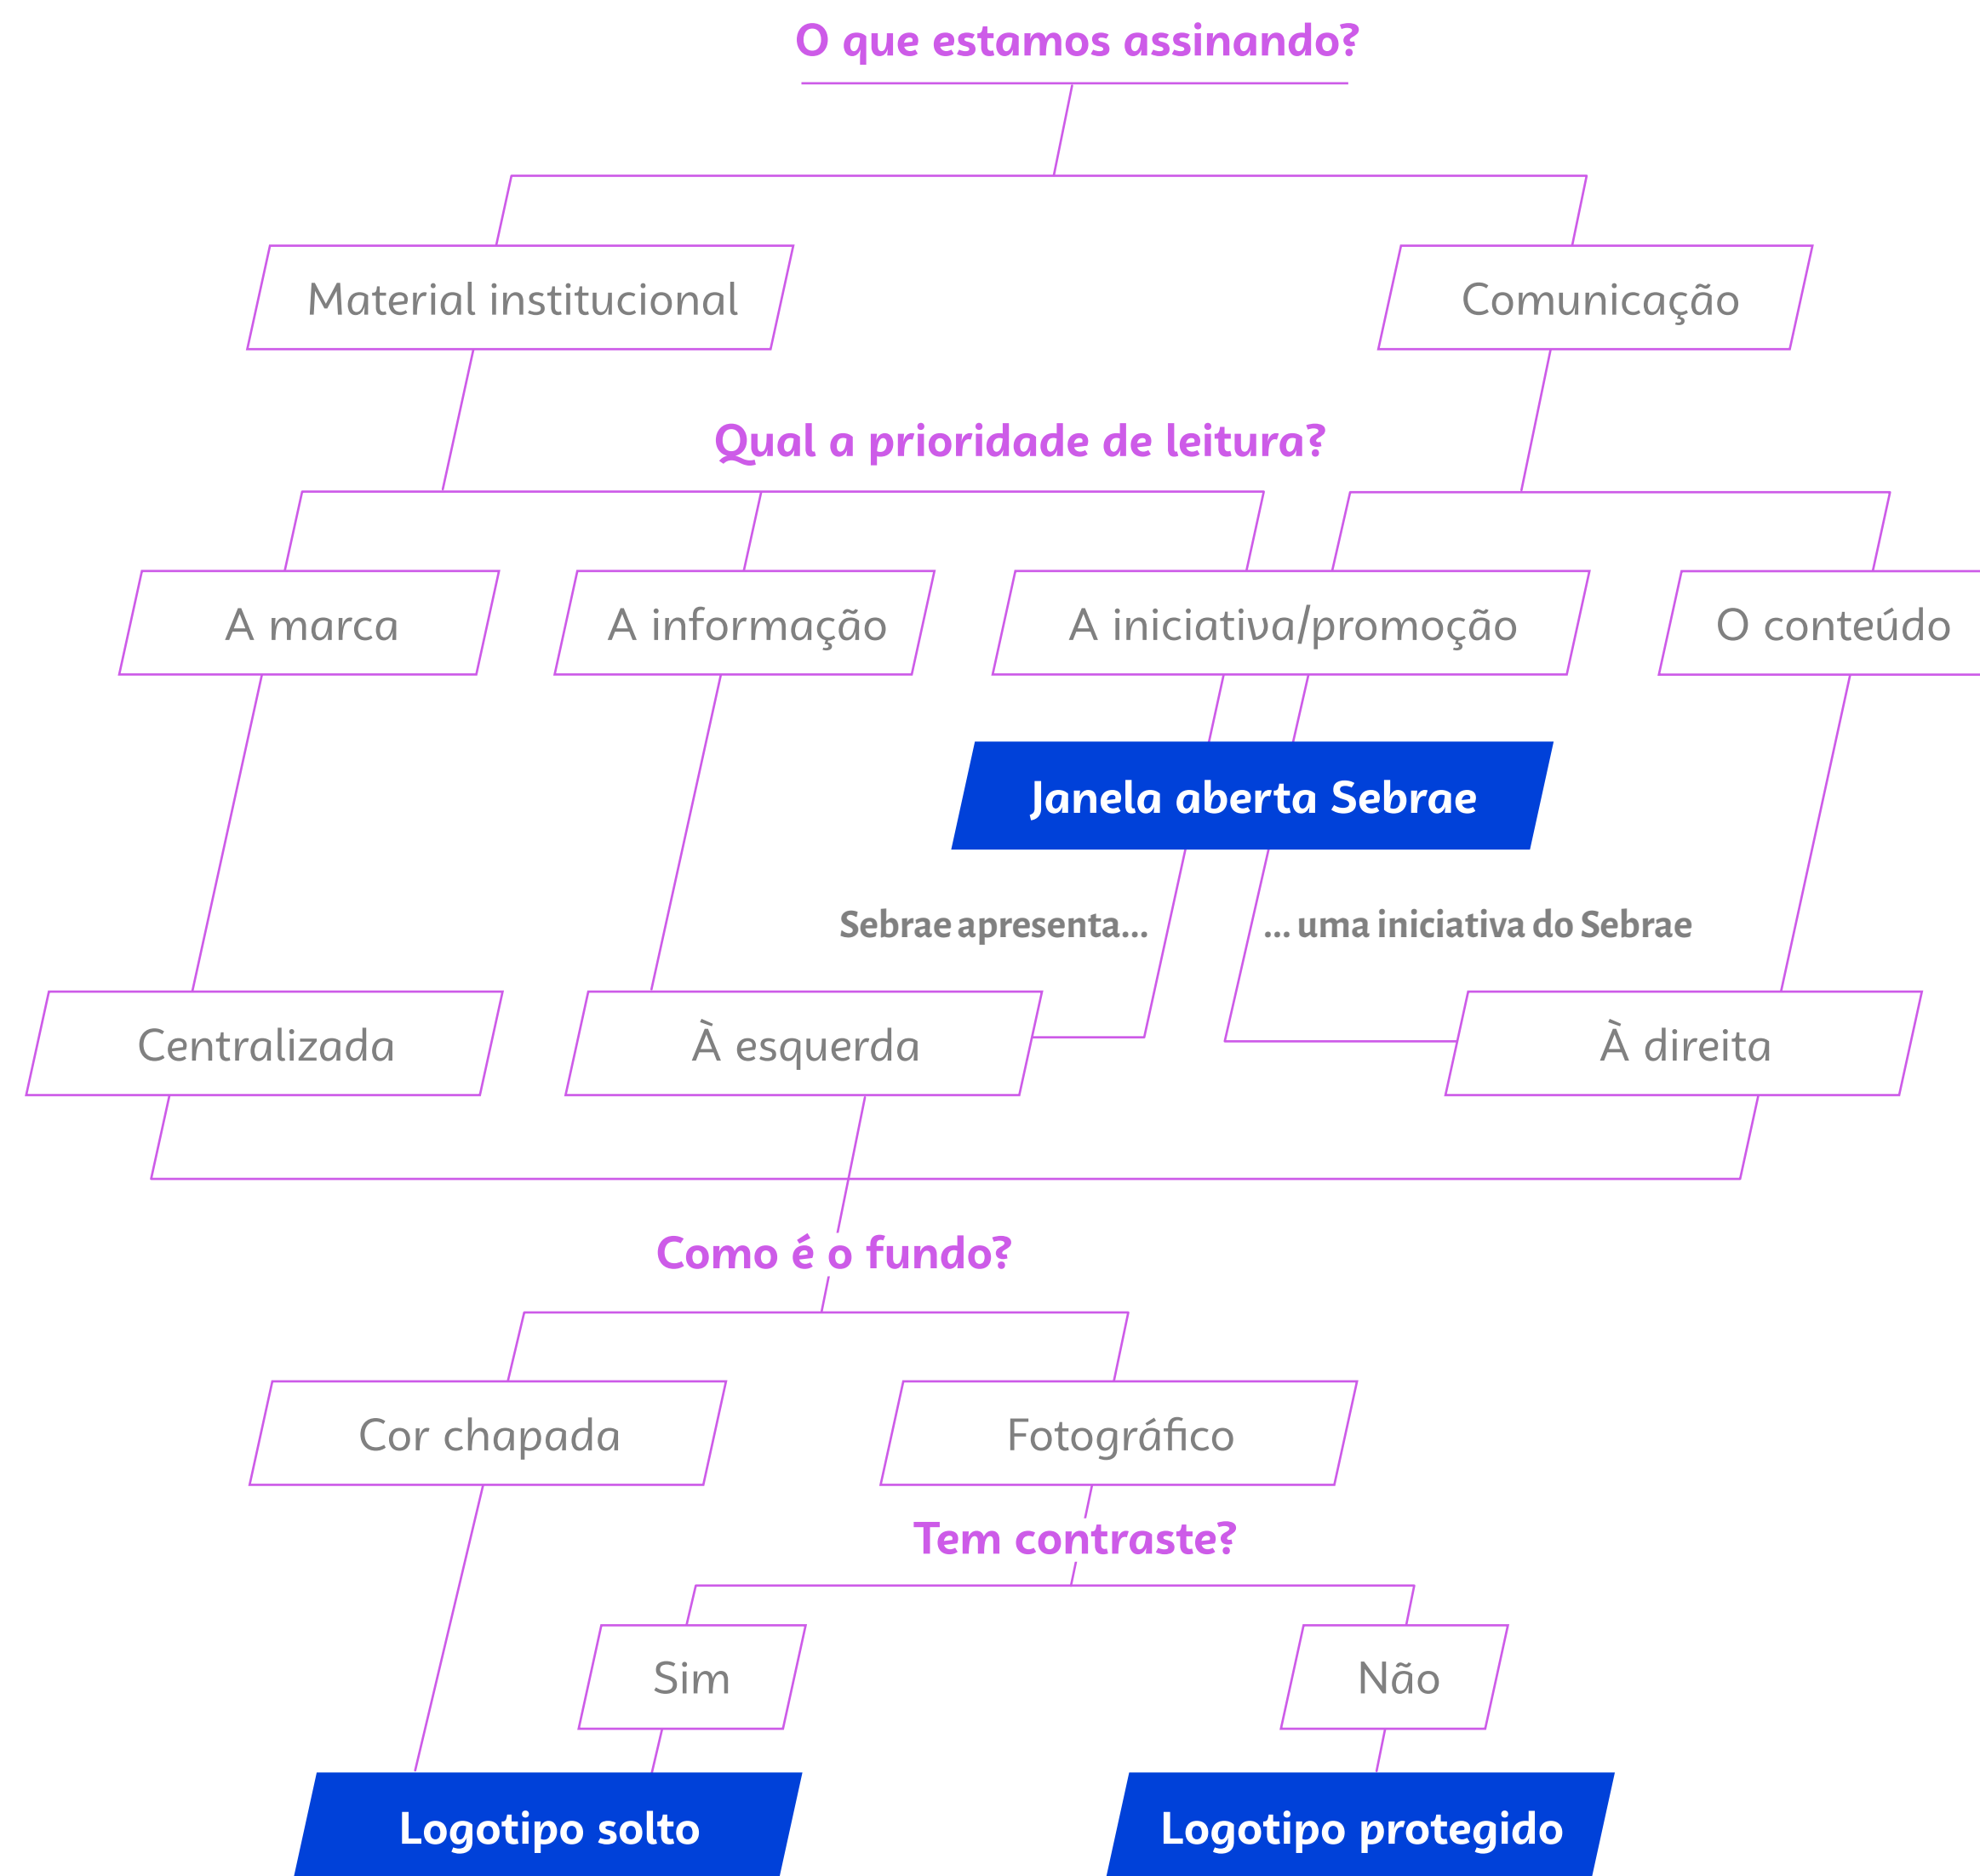 O que estamos assinando?
Material institucional
Comunicação
Qual a prioridade de leitura?
A marca
A informação
A iniciativa/promoção
O conteúdo
Janela aberta Sebrae
Sebrae apresenta...
... uma iniciativa do Sebrae
Centralizada
À esquerda
À direita
Como é o fundo?
Cor chapada
Fotográfico
Tem contraste?
Sim
Não
Logotipo solto
Logotipo protegido